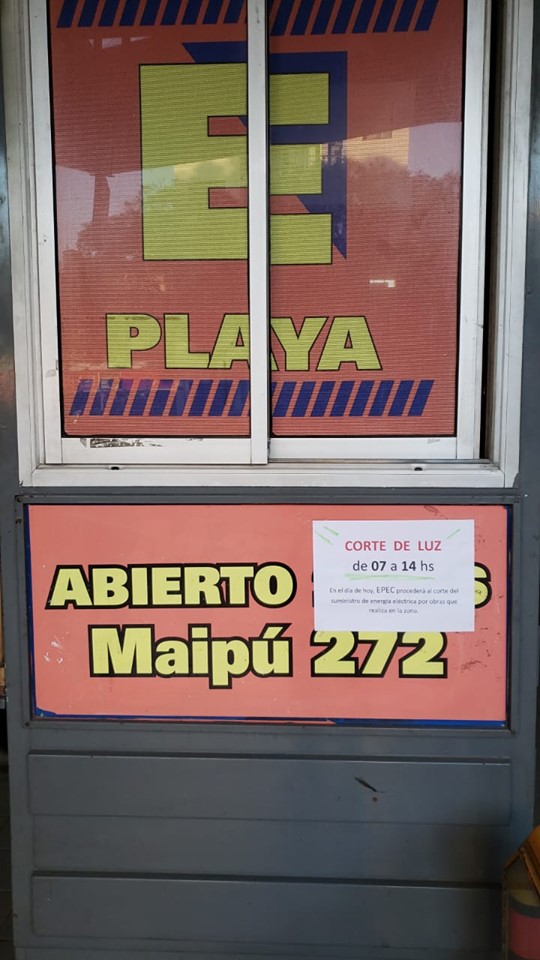 E
PLAYA
ABIERTO
Maipú 272
CORTE DE LUZ
de 07 a 14 hs
En el día de hoy, EPEC procederá al corte del
suministro de energía electrica por obras que
realiza en la zona.